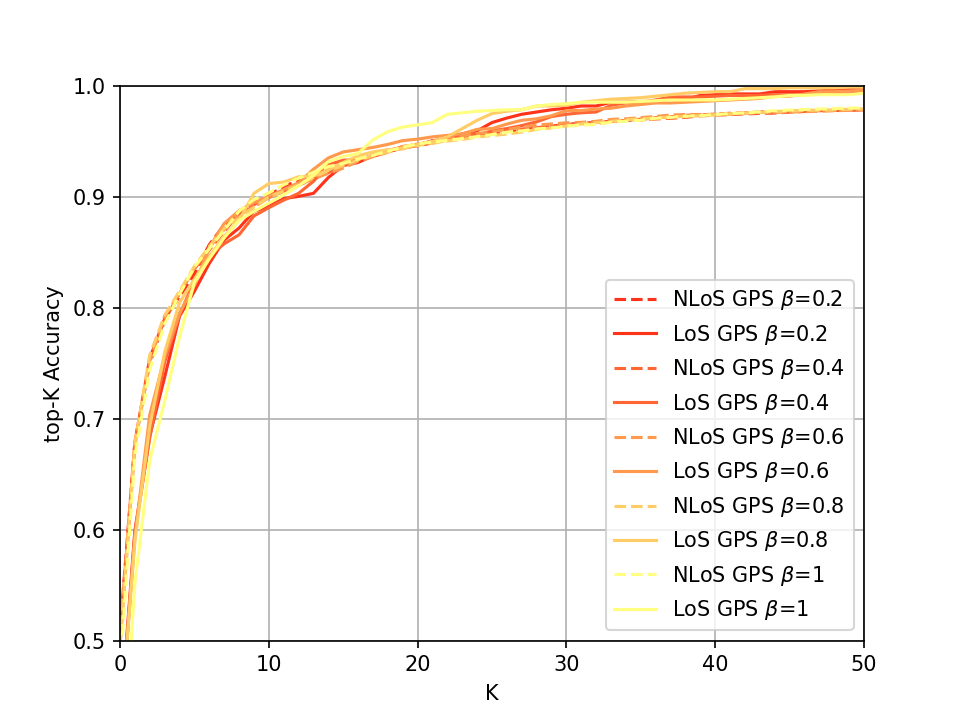 1.0
0.9
0.8
0.7
0.6
0.5
top-K Accuracy
0
10
20
30
40
50
K
NLoS GPS β=0.2
LoS GPS β=0.2
NLoS GPS β=0.4
LoS GPS β=0.4
NLoS GPS β=0.6
LoS GPS β=0.6
NLoS GPS β=0.8
LoS GPS β=0.8
NLoS GPS β=1
LoS GPS β=1